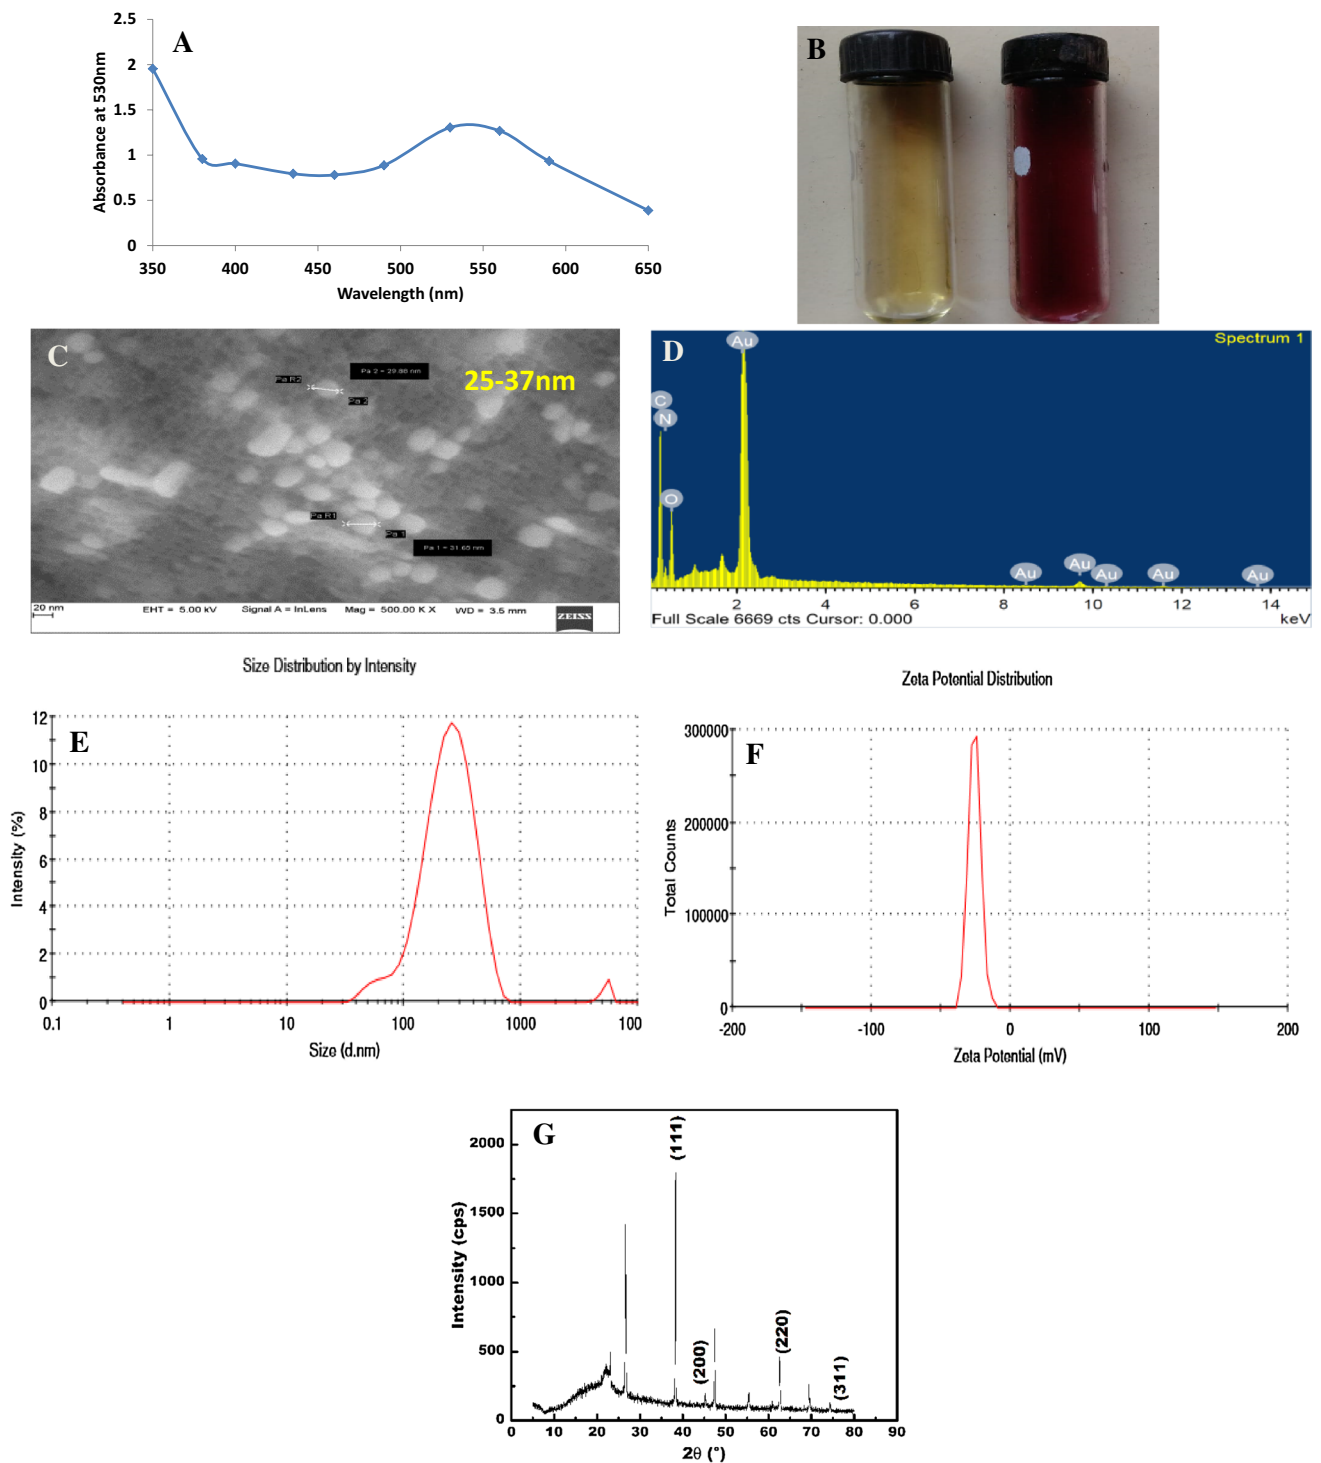 A
2.5
2
1.5
1
0.5
0
Absorbance at 530nm
350 400 450 500 550 600 650
Wavelength (nm)
B
C
25-37nm
Pa R2
Pa 2 = 29.86 nm
Pa 2
Pa R1
Pa 1
Pa 1 = 31.65 nm
20 nm
EHT = 5.00 kV Signal A = InLens Mag = 500.00 K X WD = 3.5 mm
ZEISS
D
Spectrum 1
Au
C
N
O
Au Au Au Au Au
2 4 6 8 10 12 14
Full Scale 6669 cts Cursor: 0.000 keV
Size Distribution by Intensity
E
12
10
8
6
4
2
0
Intensity (%)
0.1 1 10 100 1000 100
Size (d.nm)
Zeta Potential Distribution
F
300000
200000
100000
0
Total Counts
-200 -100 0 100 200
Zeta Potential (mV)
G
2000
1500
1000
500
0
Intensity (cps)
(111)
(200)
(220)
(311)
0 10 20 30 40 50 60 70 80 90
2θ (°)